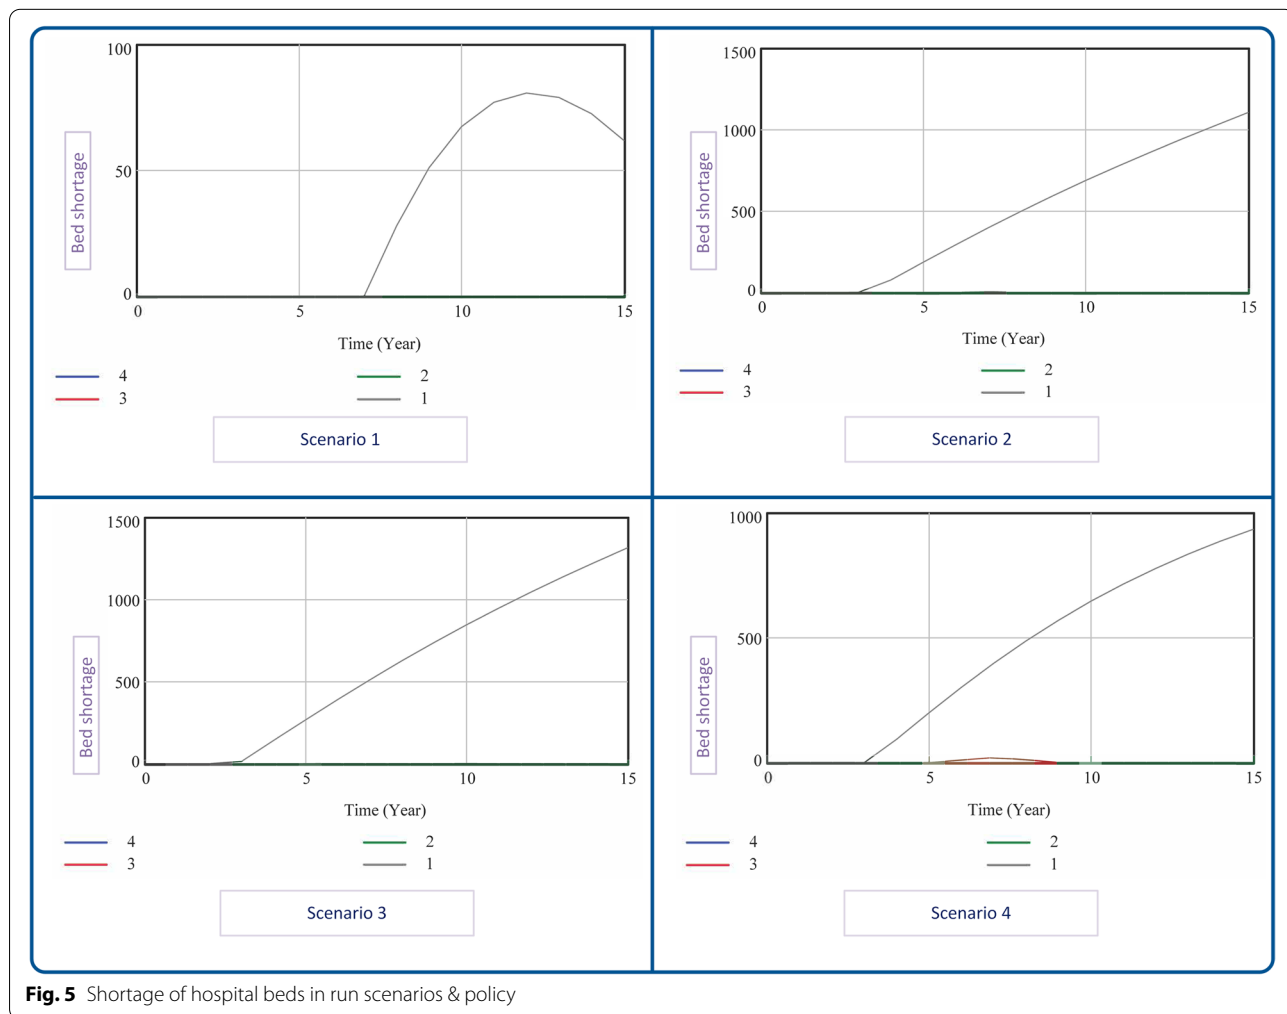 100
50
0
0 5 10 15
Bed shortage
Time (Year)
4 2
3 1
Scenario 1
1500
1000
500
0
0 5 10 15
Bed shortage
Time (Year)
4 2
3 1
Scenario 2
1500
1000
500
0
0 5 10 15
Bed shortage
Time (Year)
4 2
3 1
Scenario 3
1000
500
0
0 5 10 15
Bed shortage
Time (Year)
4 2
3 1
Scenario 4
Fig. 5 Shortage of hospital beds in run scenarios & policy